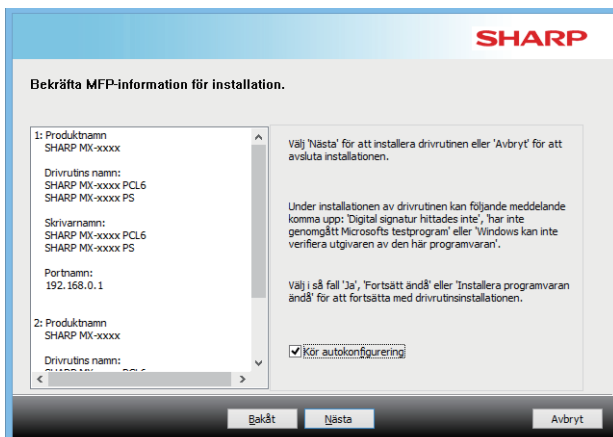 SHARP
Bekräfta MFP-information för installation.
1: Produktnamn
SHARP MX-xxxx
Drivrutins namn:
SHARP MX-xxxx PCL6
SHARP MX-xxxx PS
Skrivarnamn:
SHARP MX-xxxx PCL6
SHARP MX-xxxx PS
Portnamn:
192.168.0.1
2: Produktnamn
SHARP MX-xxxx
Drivrutins namn:
Välj 'Nästa' för att installera drivrutinen eller 'Avbryt' för att
avsluta installationen.
Under installationen av drivrutinen kan följande meddelande
komma upp: 'Digital signatur hittades inte', 'har inte
genomgått Microsofts testprogram' eller 'Windows kan inte
verifiera utgivaren av den här programvaran'.
Välj i så fall 'Ja', 'Fortsätt ändå' eller 'Installera programvaran
ändå' för att fortsätta med drivrutinsinstallationen.
Kör autokonfigurering
Bakåt
Nästa
Avbryt